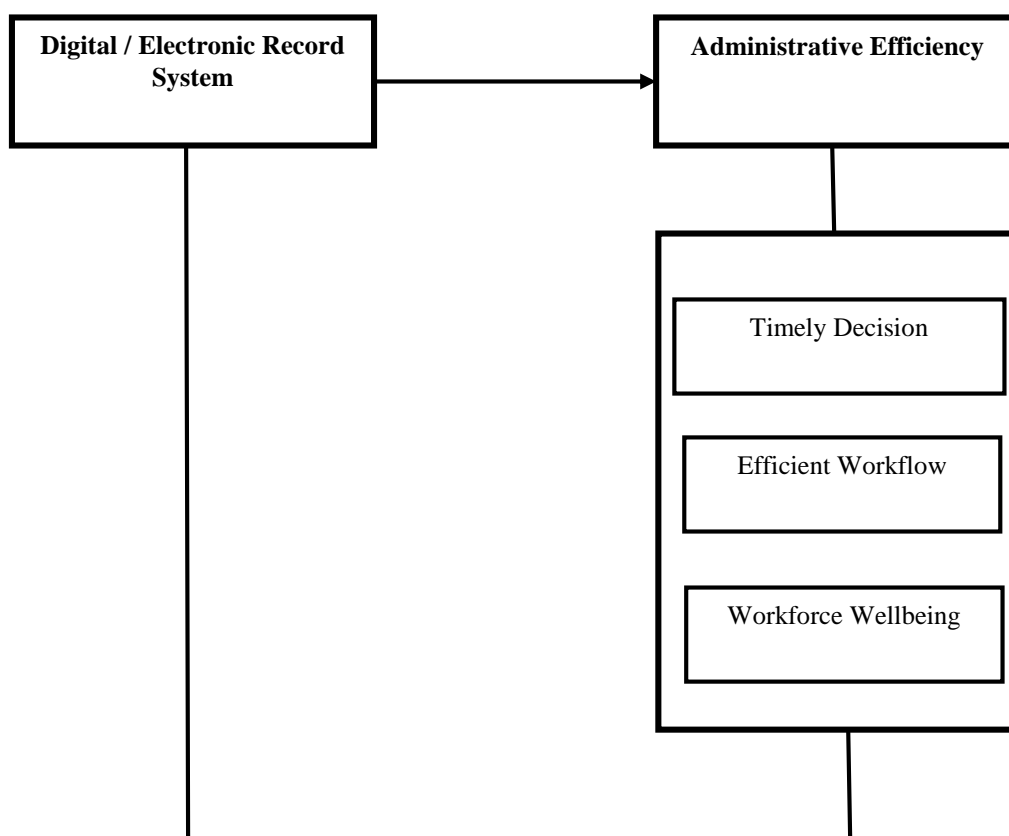 Digital / Electronic Record
System
Administrative Efficiency
Timely Decision
Efficient Workflow
Workforce Wellbeing